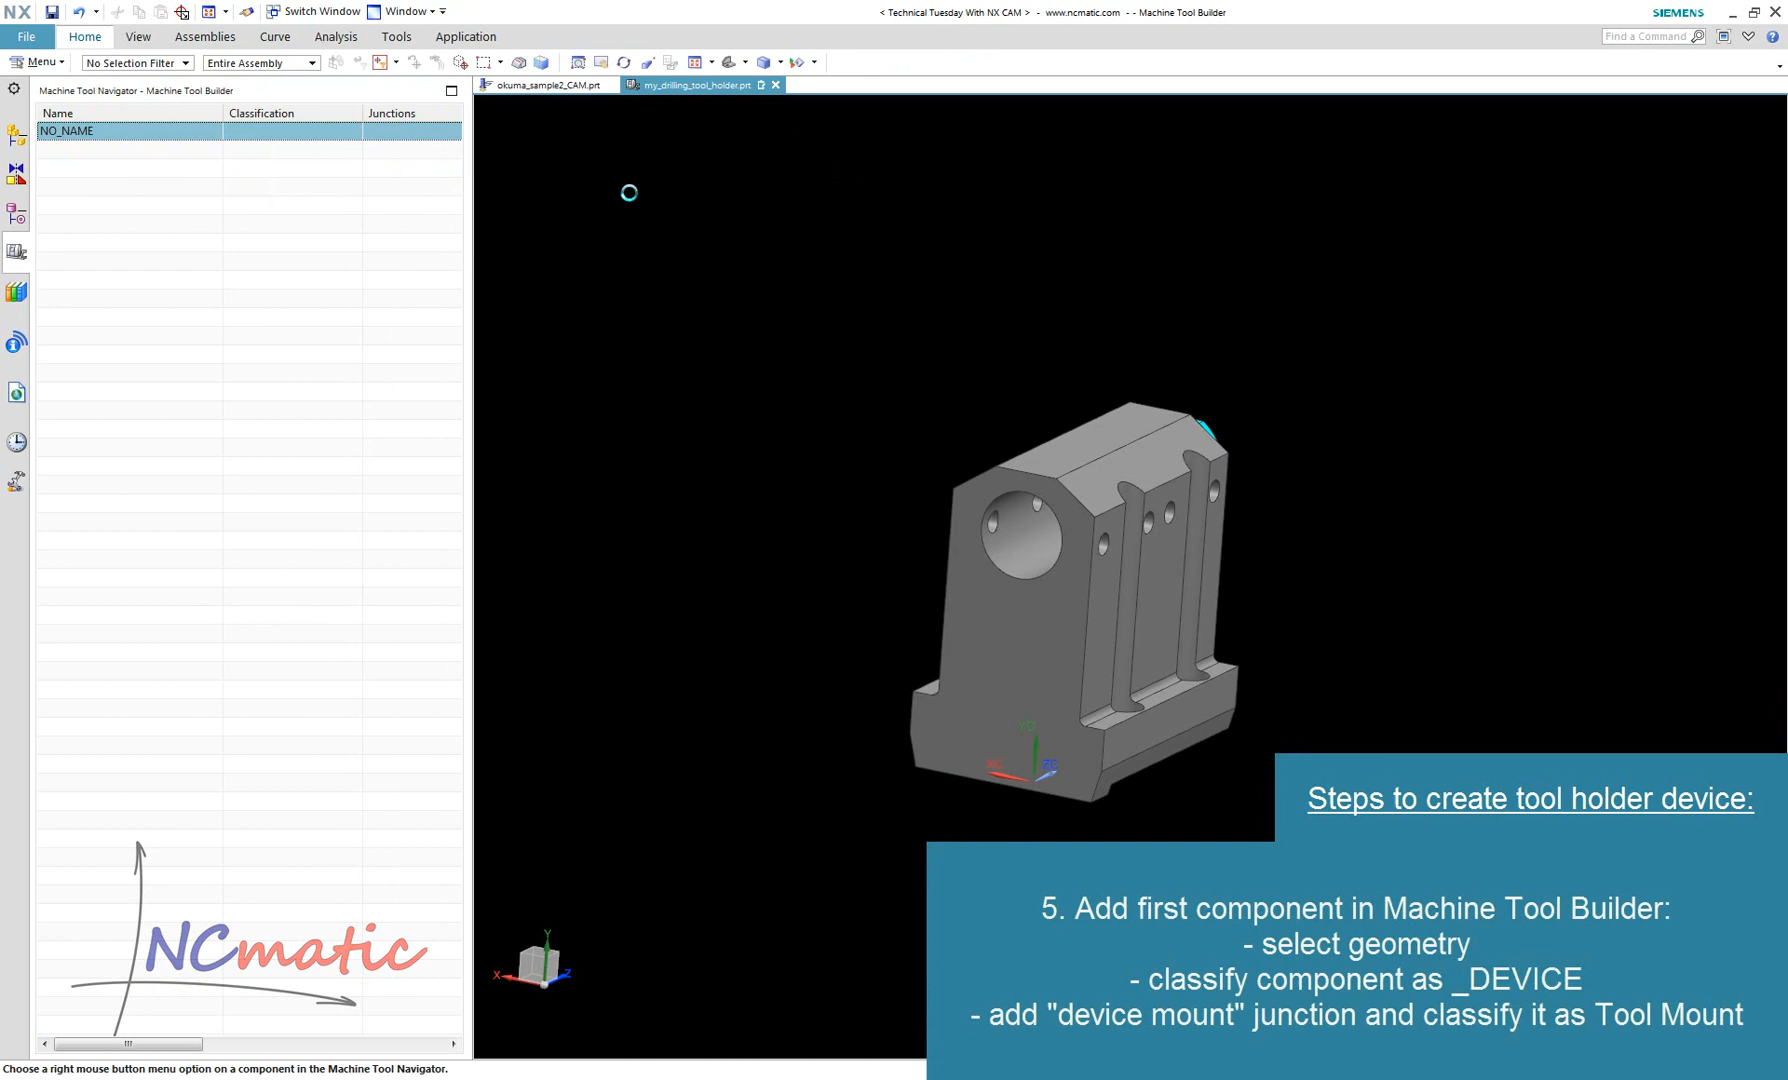 NX
Switch Window
Window
< Technical Tuesday With NX CAM > - www.ncmatic.com - - Machine Tool Builder
SIEMENS
File
Home
View
Assemblies
Curve
Analysis
Tools
Application
Find a Command
Menu
No Selection Filter
Entire Assembly
Machine Tool Navigator - Machine Tool Builder
okuma_sample2_CAM.prt
my_drilling_tool_holder.prt
Name
Classification
Junctions
NO_NAME
YC
XC
ZC
Y
X
Z
NCmatic
Steps to create tool holder device:
5. Add first component in Machine Tool Builder:
- select geometry
- classify component as _DEVICE
- add "device mount" junction and classify it as Tool Mount
Choose a right mouse button menu option on a component in the Machine Tool Navigator.